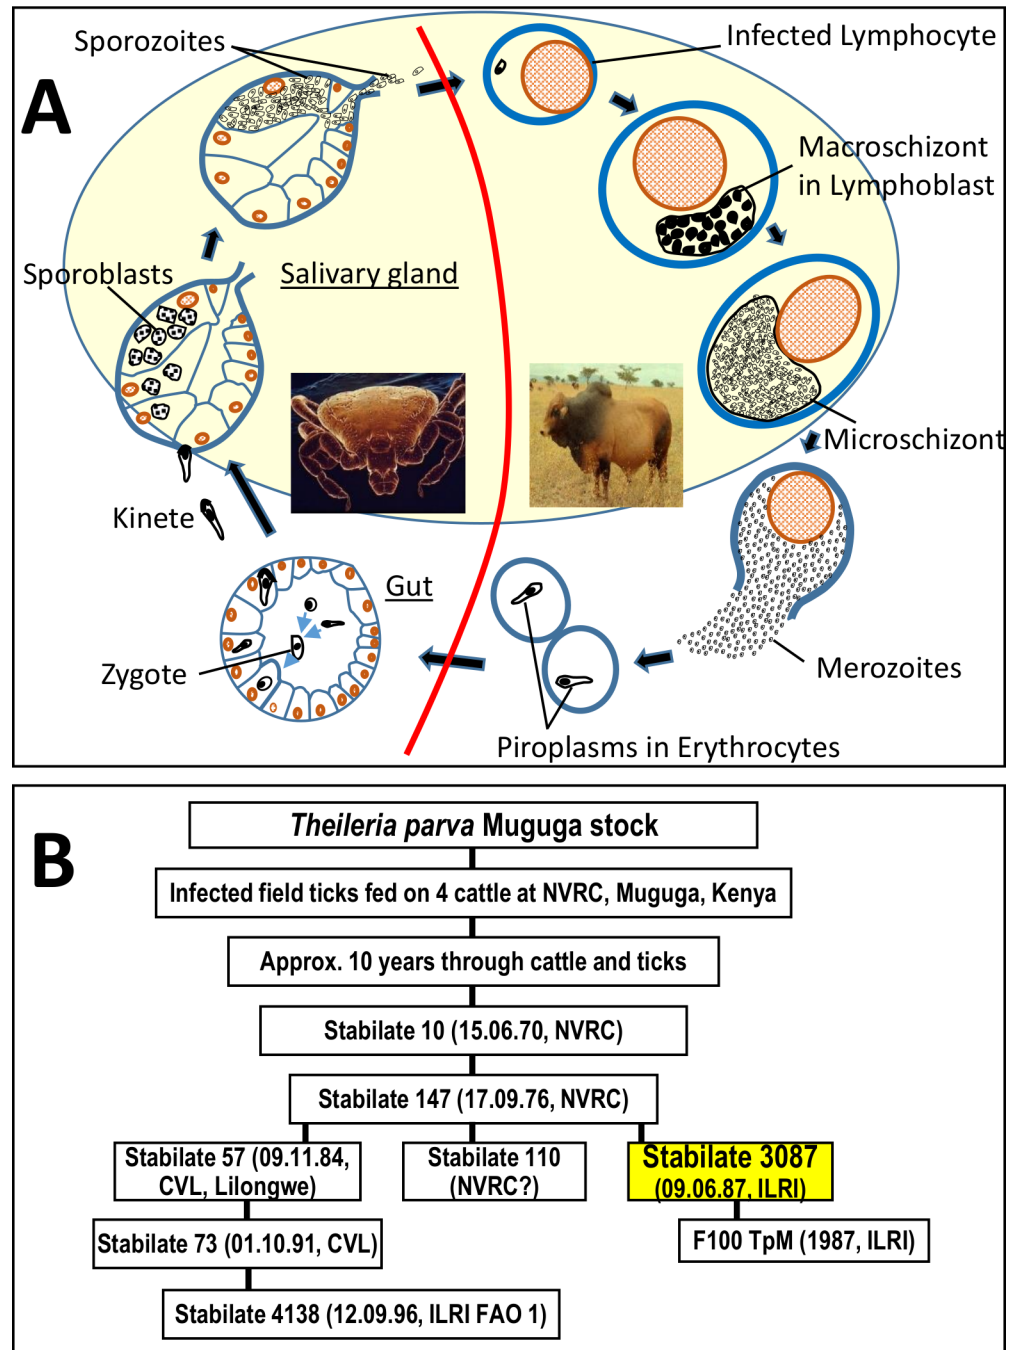 A
Sporozoites
Infected Lymphocyte
Macroschizont
in Lymphoblast
Sporoblasts
Salivary gland
Microschizont
Kinete
Gut
Zygote
Merozoites
Piroplasms in Erythrocytes
B
Theileria parva Muguga stock
Infected field ticks fed on 4 cattle at NVRC, Muguga, Kenya
Approx. 10 years through cattle and ticks
Stabilate 10 (15.06.70, NVRC)
Stabilate 147 (17.09.76, NVRC)
Stabilate 57 (09.11.84,
CVL, Lilongwe)
Stabilate 110
(NVRC?)
Stabilate 3087
(09.06.87, ILRI)
Stabilate 73 (01.10.91, CVL)
F100 TpM (1987, ILRI)
Stabilate 4138 (12.09.96, ILRI FAO 1)